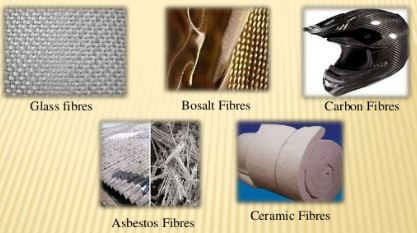 Glass fibres
Bosalt Fibres
Carbon Fibres
Asbestos Fibres
Ceramic Fibres